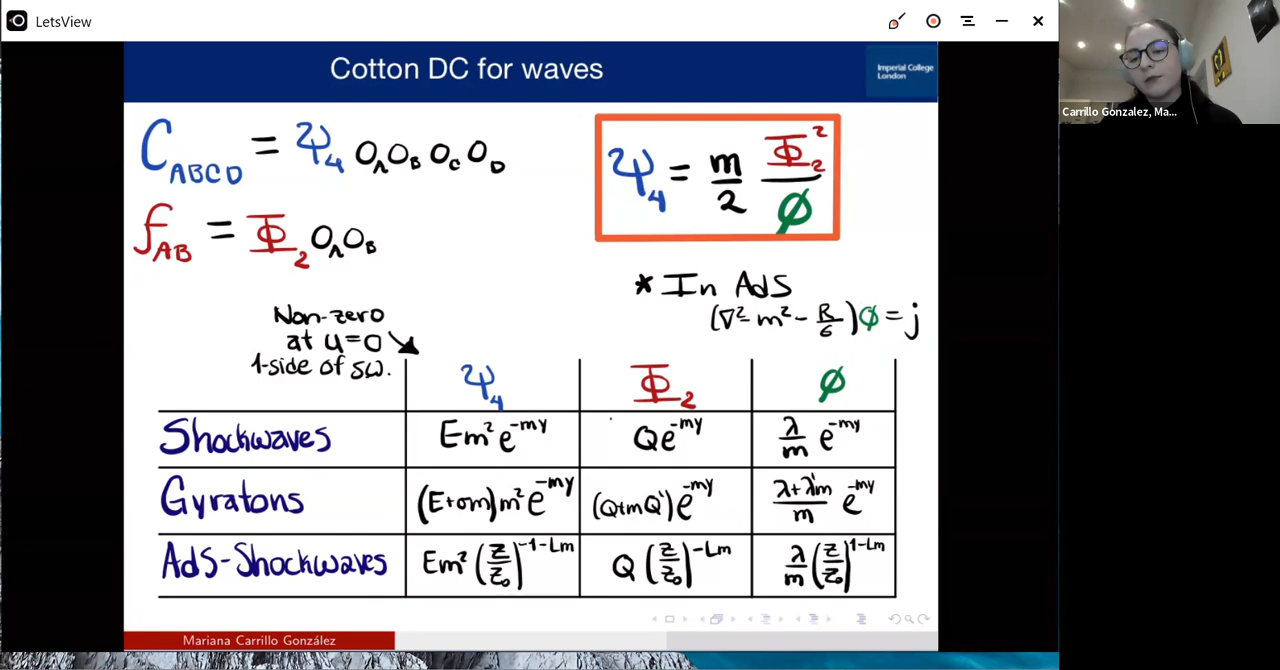 LetsView
Cotton DC for waves
Imperial College
London
Carrillo Gonzalez, Ma...
C_ABCD = Ψ₄ O_A O_B O_C O_D
Ψ₄ = m/2 Φ₂²/ϕ
f_AB = Φ₂ O_A O_B
* In AdS
(∇² - m² - R/6)ϕ = j
Non-zero
at u=0
1-side of SW.
Ψ₄ Φ₂ ϕ
Shockwaves Em²e^-my Qe^-my λ/m e^-my
Gyratons (E+σm)m²e^-my (Q+mQ')e^-my λ+λ'm/m e^-my
AdS-Shockwaves Em²(z/z₀)^-1-Lm Q(z/z₀)^-Lm λ/m (z/z₀)^1-Lm
Mariana Carrillo González